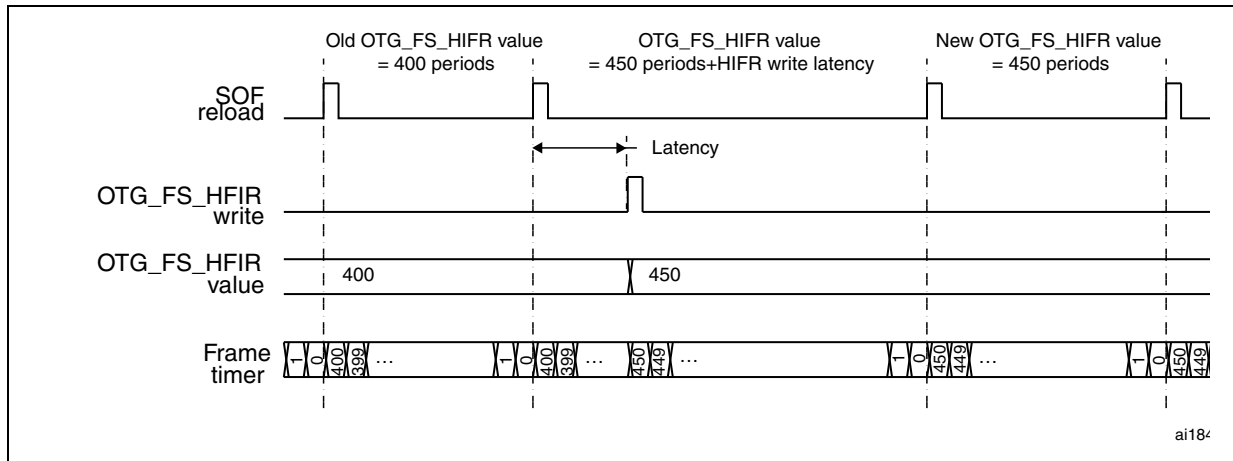 Old OTG_FS_HIFR value
= 400 periods
OTG_FS_HIFR value
= 450 periods+HIFR write latency
New OTG_FS_HIFR value
= 450 periods
SOF
reload
Latency
OTG_FS_HFIR
write
OTG_FS_HFIR
value
400
450
Frame
timer
1 0 400 399 ... 1 0 400 399 ... 450 449 ... 1 0 450 449 ... 1 0 450 449
ai184